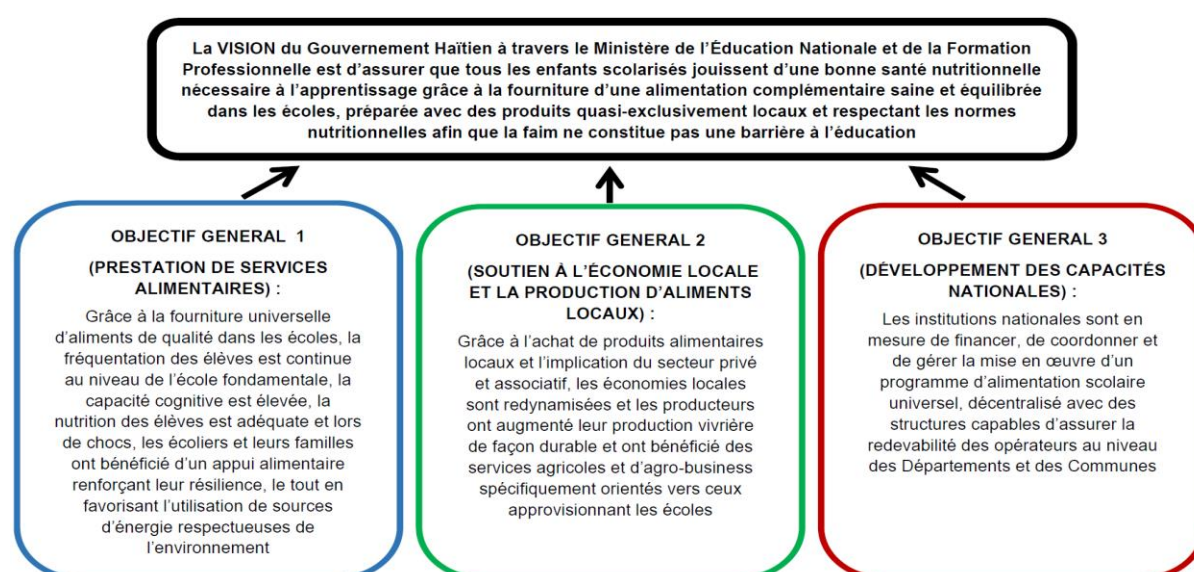 La VISION du Gouvernement Haïtien à travers le Ministère de l’Éducation Nationale et de la Formation
Professionnelle est d’assurer que tous les enfants scolarisés jouissent d’une bonne santé nutritionnelle
nécessaire à l’apprentissage grâce à la fourniture d’une alimentation complémentaire saine et équilibrée
dans les écoles, préparée avec des produits quasi-exclusivement locaux et respectant les normes
nutritionnelles afin que la faim ne constitue pas une barrière à l’éducation
OBJECTIF GENERAL 1
(PRESTATION DE SERVICES
ALIMENTAIRES) :
Grâce à la fourniture universelle
d’aliments de qualité dans les écoles, la
fréquentation des élèves est continue
au niveau de l’école fondamentale, la
capacité cognitive est élevée, la
nutrition des élèves est adéquate et lors
de chocs, les écoliers et leurs familles
ont bénéficié d’un appui alimentaire
renforçant leur résilience, le tout en
favorisant l’utilisation de sources
d’énergie respectueuses de
l’environnement
OBJECTIF GENERAL 2
(SOUTIEN À L’ÉCONOMIE LOCALE
ET LA PRODUCTION D’ALIMENTS
LOCAUX) :
Grâce à l’achat de produits alimentaires
locaux et l’implication du secteur privé
et associatif, les économies locales
sont redynamisées et les producteurs
ont augmenté leur production vivrière
de façon durable et ont bénéficié des
services agricoles et d’agro-business
spécifiquement orientés vers ceux
approvisionnant les écoles
OBJECTIF GENERAL 3
(DÉVELOPPEMENT DES CAPACITÉS
NATIONALES) :
Les institutions nationales sont en
mesure de financer, de coordonner et
de gérer la mise en œuvre d’un
programme d’alimentation scolaire
universel, décentralisé avec des
structures capables d’assurer la
redevabilité des opérateurs au niveau
des Départements et des Communes